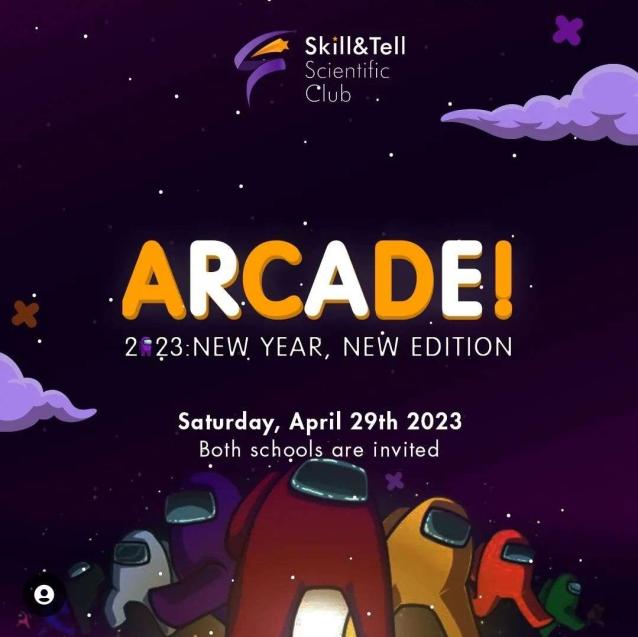 Skill&Tell
Scientific
Club
ARCADE!
2023:NEW YEAR, NEW EDITION
Saturday, April 29th 2023
Both schools are invited